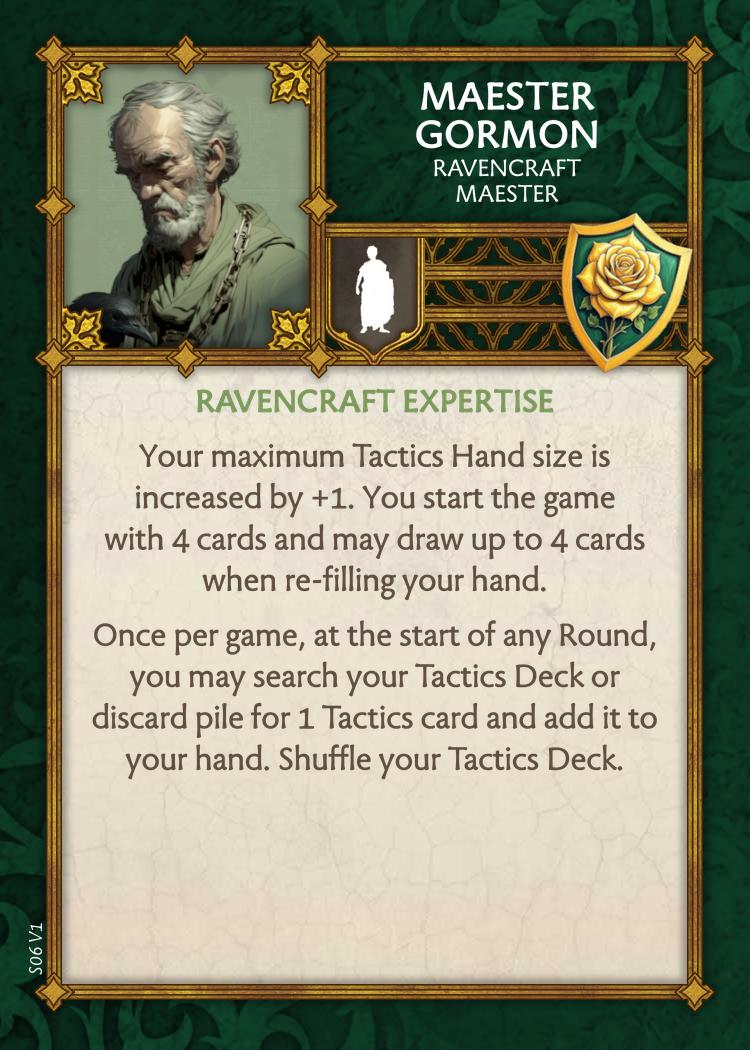 MAESTER
GORMON
RAVENCRAFT
MAESTER
RAVENCRAFT EXPERTISE
Your maximum Tactics Hand size is
increased by +1. You start the game
with 4 cards and may draw up to 4 cards
when re-filling your hand.
Once per game, at the start of any Round,
you may search your Tactics Deck or
discard pile for 1 Tactics card and add it to
your hand. Shuffle your Tactics Deck.
S06 V1